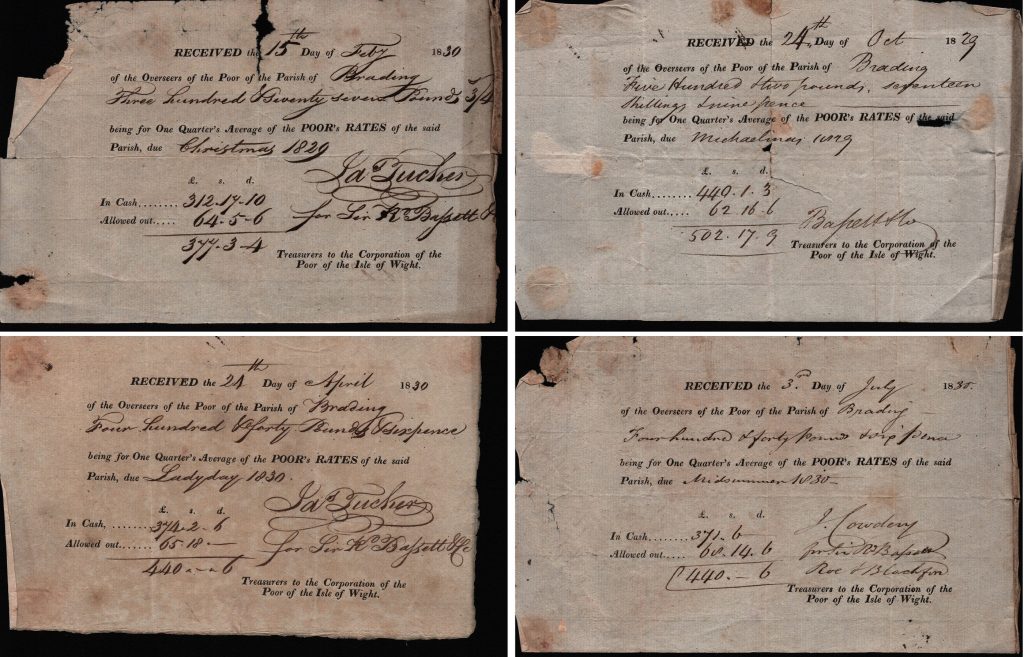 RECEIVED the 15th Day of Feby 1830
of the Overseers of the Poor of the Parish of Brading
Three hundred & Seventy seven Pounds 3/4
being for One Quarter's Average of the POOR's RATES of the said
Parish, due Christmas 1829
Jas Tucker
£. s. d.
In Cash........ 312.17.10
Allowed out..... 64.5-6
for Sir Rd Bassett &
377.3-4
Treasurers to the Corporation of the
Poor of the Isle of Wight.
RECEIVED the 24th Day of Oct 1829
of the Overseers of the Poor of the Parish of Brading
Five Hundred & two pounds, seventeen
Shillings & nine pence
being for One Quarter's Average of the POOR's RATES of the said
Parish, due Michaelmas 1829
£. s. d.
In Cash........ 440.1.3
Allowed out..... 62.16.6
Bassett & Co
502.17.9
Treasurers to the Corporation of the
Poor of the Isle of Wight.
RECEIVED the 24th Day of April 1830
of the Overseers of the Poor of the Parish of Brading
Four hundred & forty Pounds & Sixpence
being for One Quarter's Average of the POOR's RATES of the said
Parish, due Ladyday 1830.
Jas Tucker
£. s. d.
In Cash, ........ 374.2-6
Allowed out....... 65.18.—
for Sir Rd Bassett & Co
440.-.6
Treasurers to the Corporation of the
Poor of the Isle of Wight.
RECEIVED the 3rd Day of July 1830.
of the Overseers of the Poor of the Parish of Brading
Four hundred & forty pounds & six pence
being for One Quarter's Average of the POOR's RATES of the said
Parish, due Midsummer 1830-
£. s. d.
J. Cowdery
In Cash........ 371.6
Allowed out..... 68.14.6
for Sir Rd Bassett
440.-6
Roe & Blachford
Treasurers to the Corporation of the
Poor of the Isle of Wight.